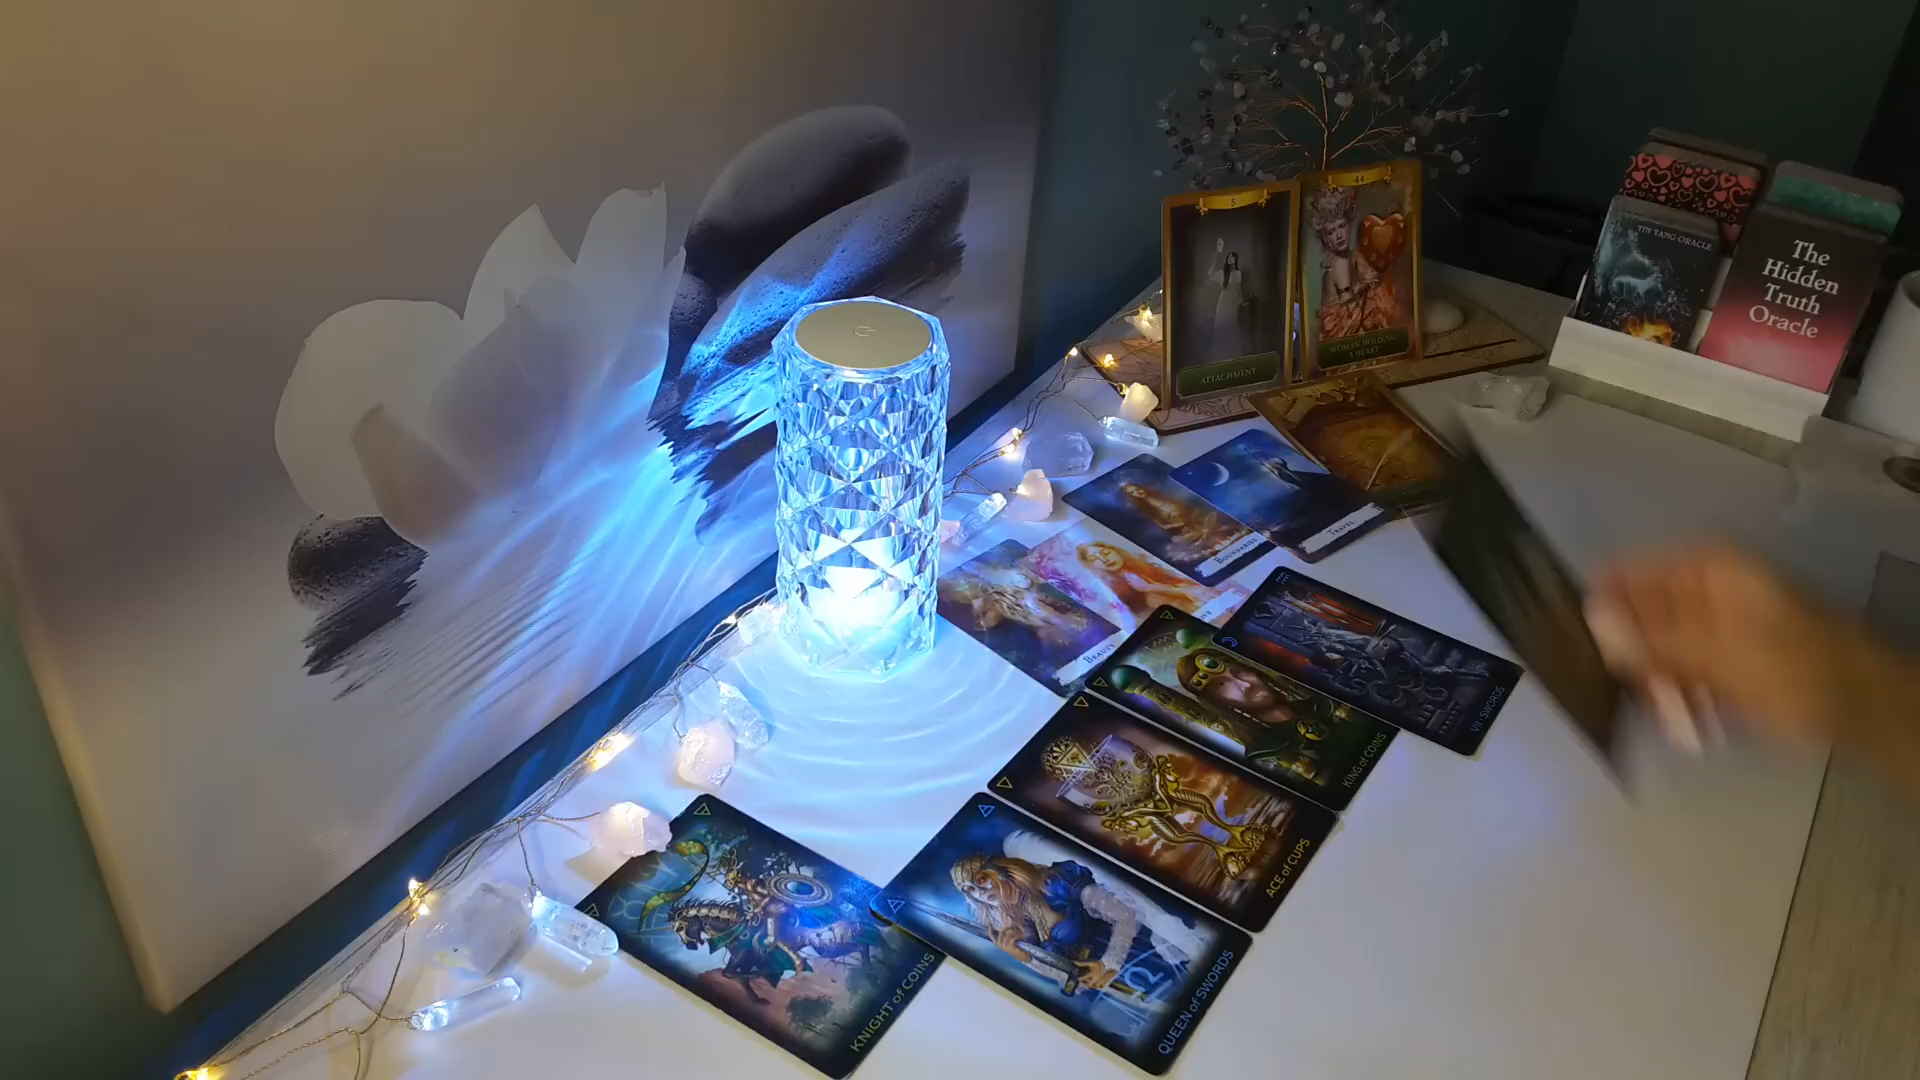 5
ATTACHMENT
44
WOMAN HOLDING
A HEART
YIN YANG ORACLE
The
Hidden
Truth
Oracle
BOUNDARIES
TRAVEL
BEAUTY
VII • SWORDS
KING of COINS
ACE of CUPS
QUEEN of SWORDS
KNIGHT of COINS